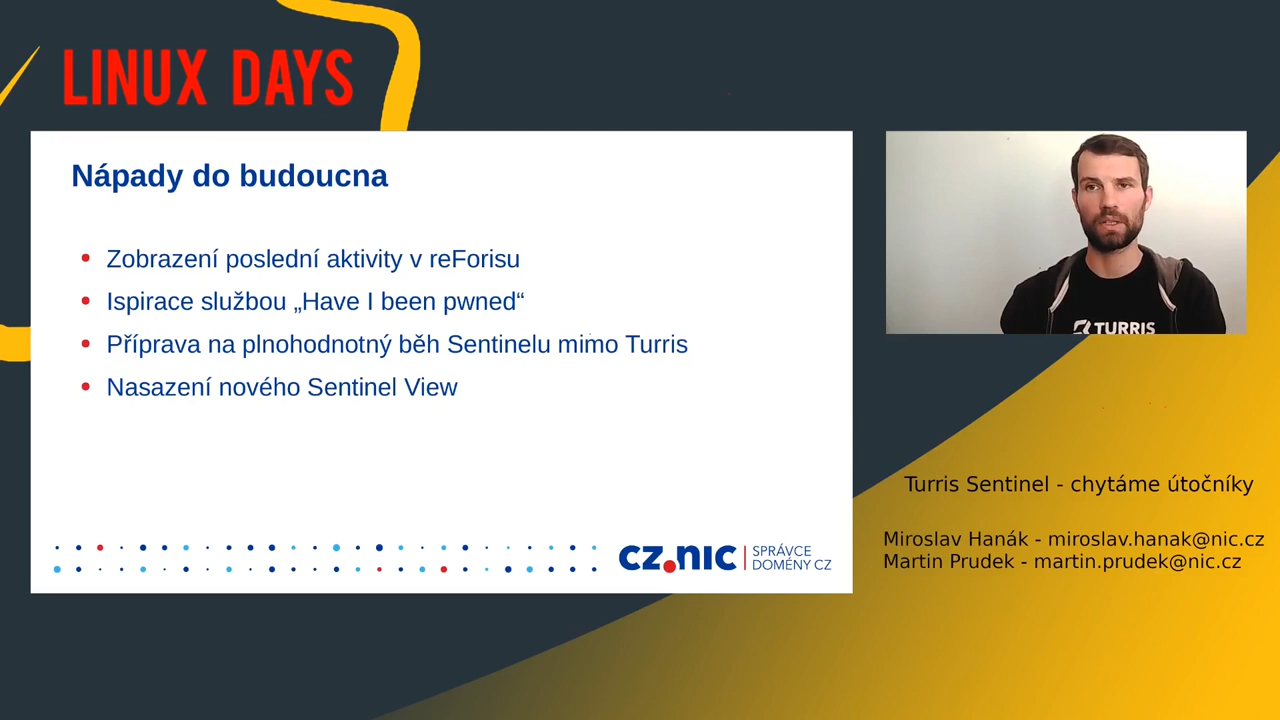 LINUX DAYS
Nápady do budoucna
Zobrazení poslední aktivity v reForisu
Ispirace službou „Have I been pwned“
Příprava na plnohodnotný běh Sentinelu mimo Turris
Nasazení nového Sentinel View
CZ.NIC
SPRÁVCE
DOMÉNY CZ
TURRIS
Turris Sentinel - chytáme útočníky
Miroslav Hanák - miroslav.hanak@nic.cz
Martin Prudek - martin.prudek@nic.cz